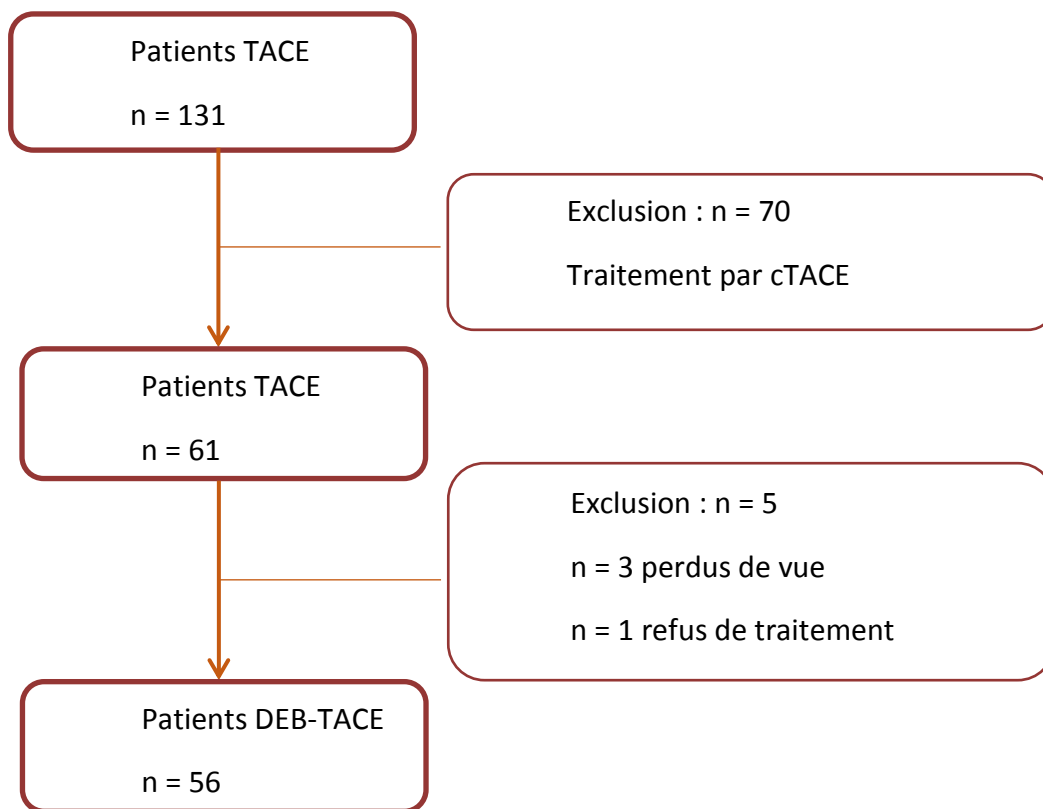 Patients TACE
n = 131
Exclusion : n = 70
Traitement par cTACE
Patients TACE
n = 61
Exclusion : n = 5
n = 3 perdus de vue
n = 1 refus de traitement
Patients DEB-TACE
n = 56